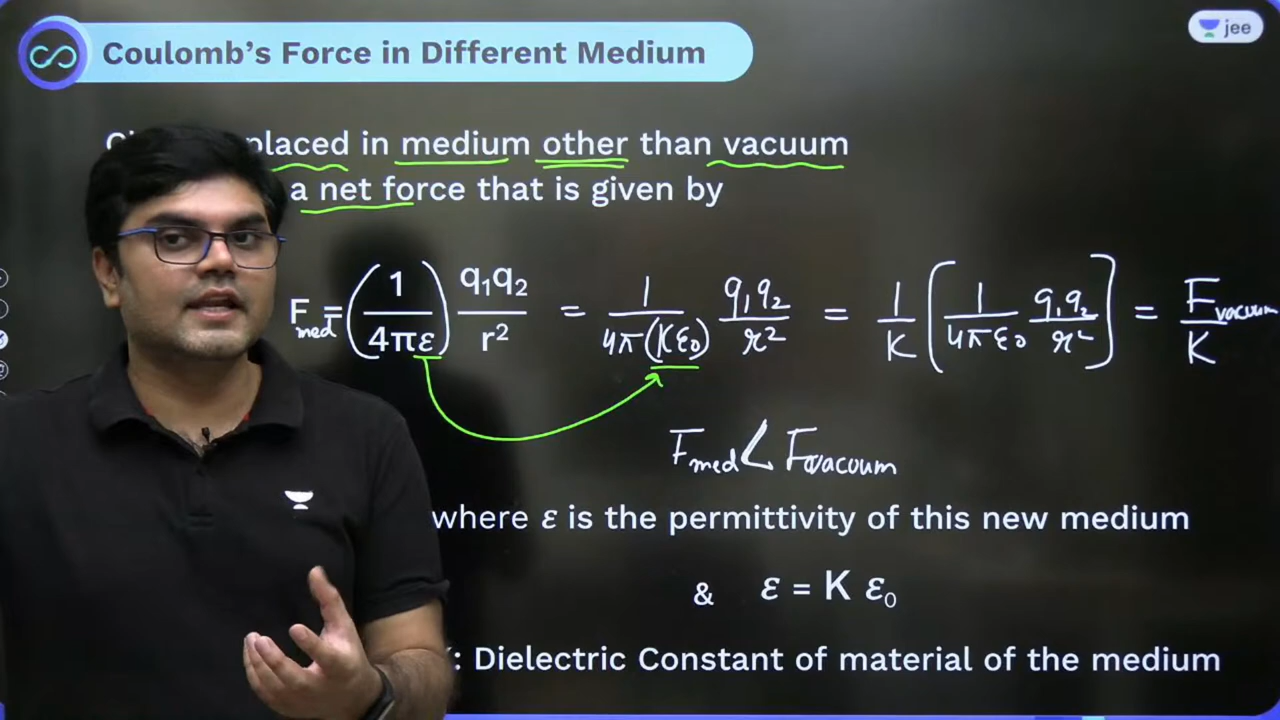 Coulomb's Force in Different Medium
jee
placed in medium other than vacuum
a net force that is given by
F_med = (1/4πε) q₁q₂/r² = 1/4π(Kε₀) q₁q₂/r² = 1/K [1/4πε₀ q₁q₂/r²] = F_vacuum/K
F_med < F_vacuum
where ε is the permittivity of this new medium
& ε = K ε₀
: Dielectric Constant of material of the medium